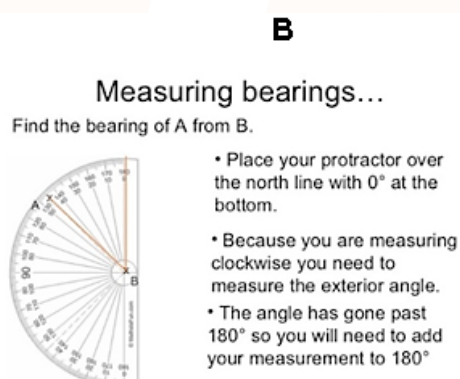 B
Measuring bearings...
Find the bearing of A from B.
• Place your protractor over
the north line with 0° at the
bottom.
• Because you are measuring
clockwise you need to
measure the exterior angle.
• The angle has gone past
180° so you will need to add
your measurement to 180°
A
B
90